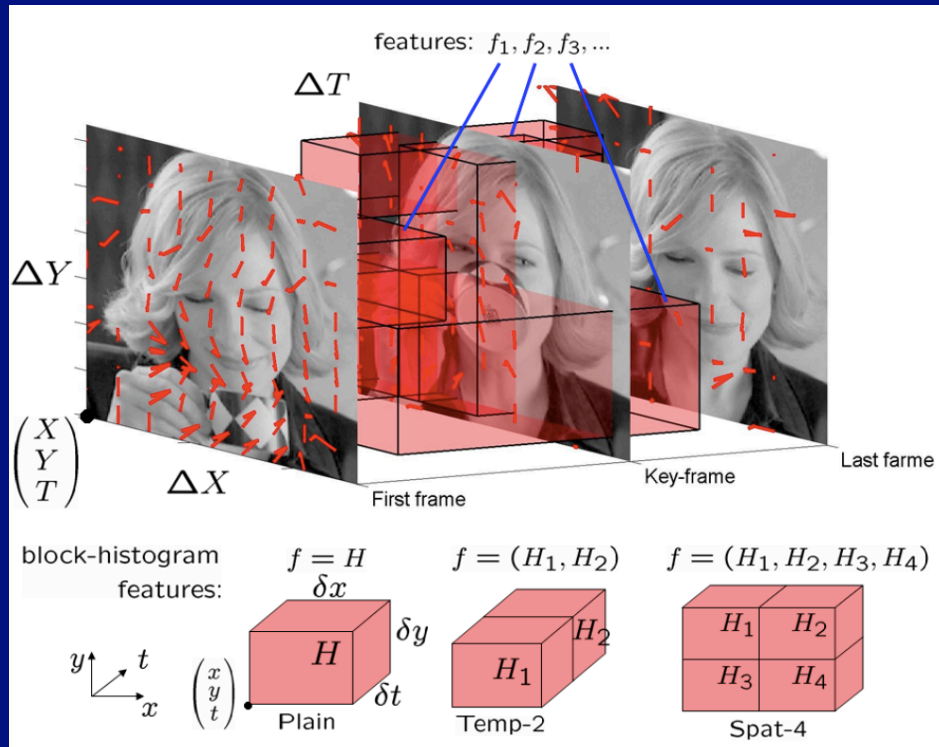 features: f₁, f₂, f₃, ...
ΔT
ΔY
(X
Y
T)
ΔX
First frame
Key-frame
Last farme
block-histogram
features:
f = H
f = (H₁, H₂)
f = (H₁, H₂, H₃, H₄)
δx
δy
δt
H
H₁
H₂
H₁ H₂
H₃ H₄
y
t
x
(x
y
t)
Plain
Temp-2
Spat-4